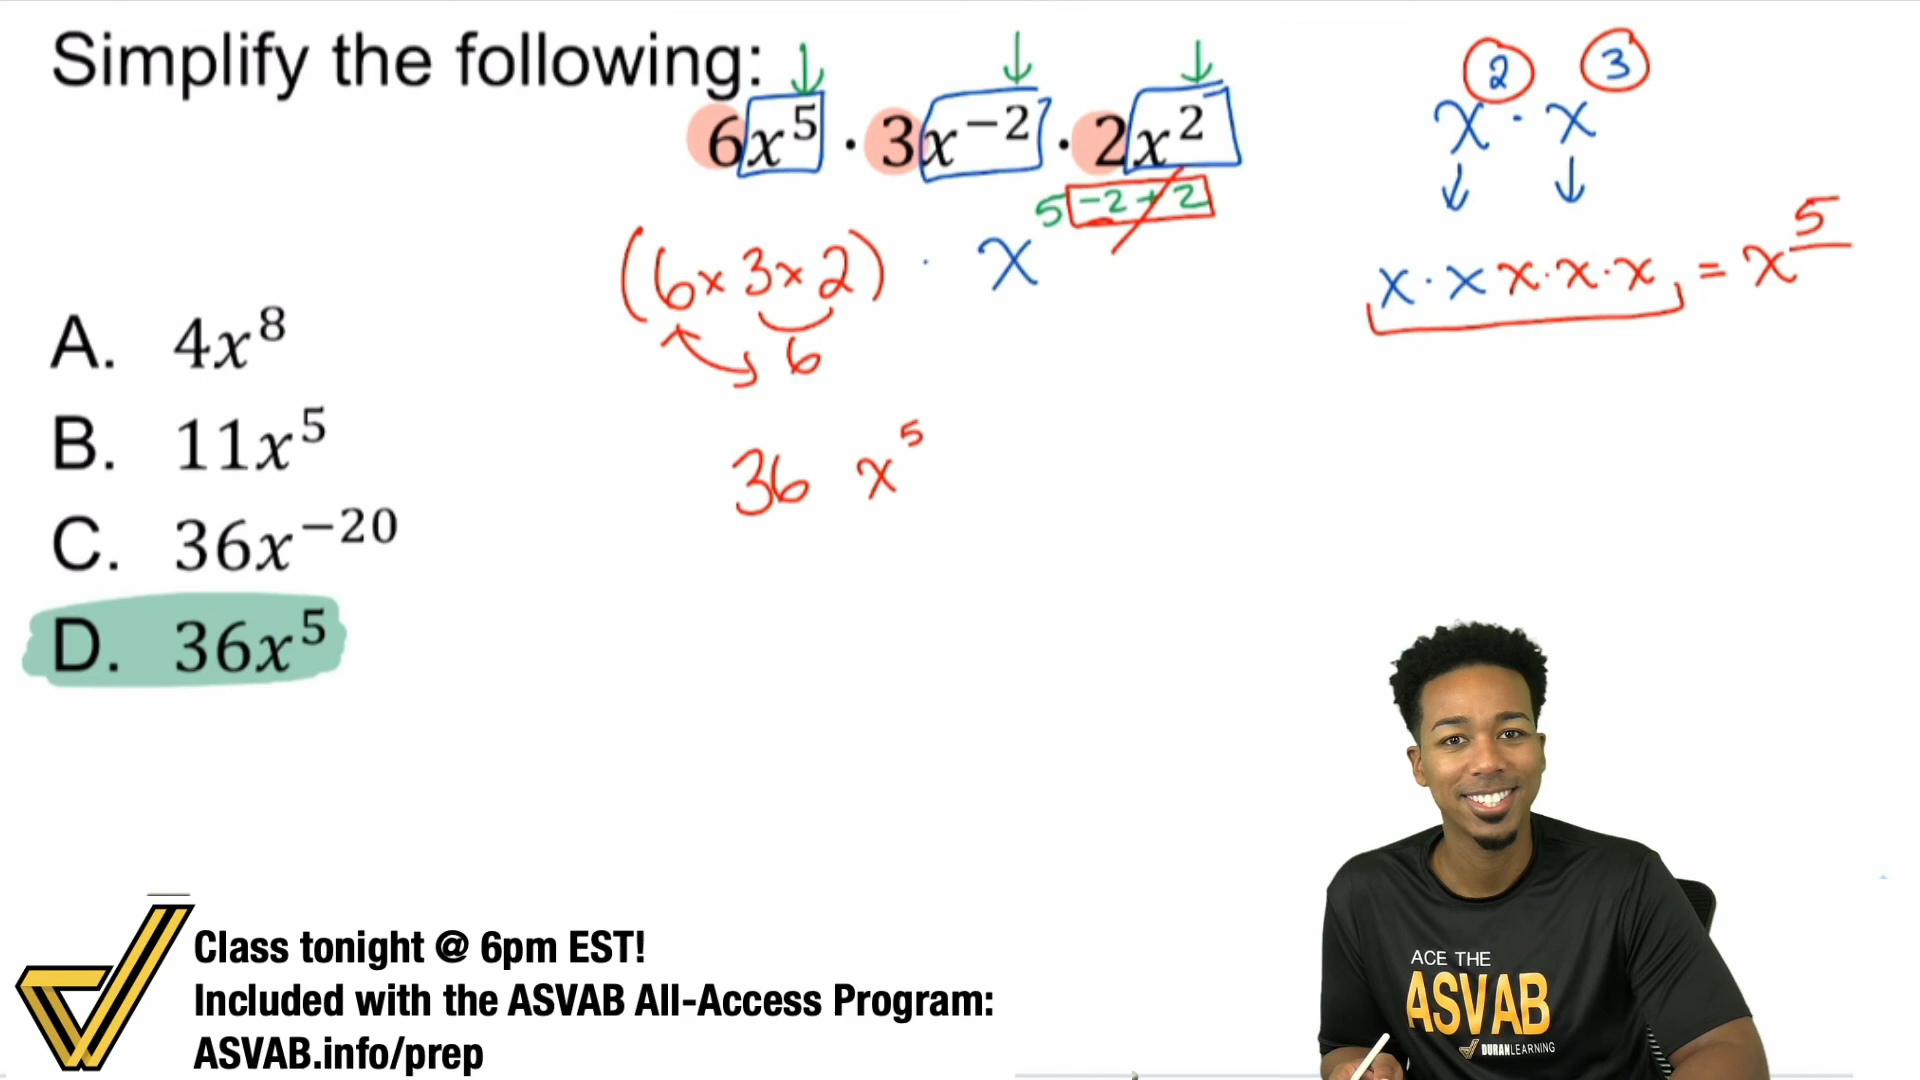 Simplify the following:
6x⁵ · 3x⁻² · 2x²
5 -2 + 2
(6 x 3 x 2) · x
6
36 x⁵
x² · x³
x · x x · x · x = x⁵
A. 4x⁸
B. 11x⁵
C. 36x⁻²⁰
D. 36x⁵
Class tonight @ 6pm EST!
Included with the ASVAB All-Access Program:
ASVAB.info/prep
ACE THE
ASVAB
DURANLEARNING